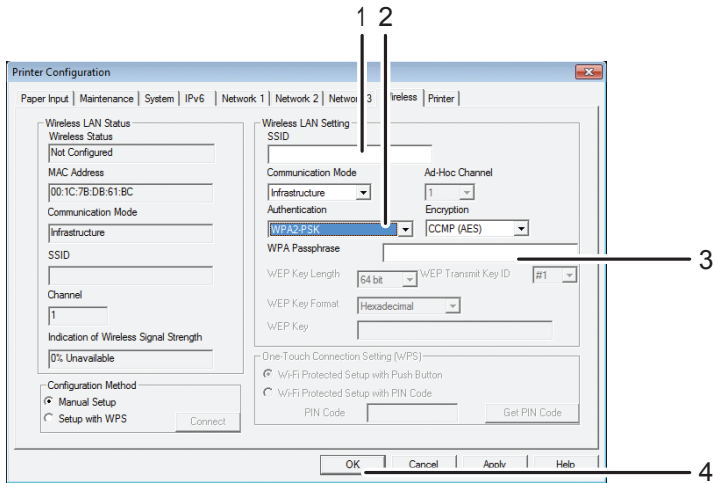 1 2
Printer Configuration
Paper Input Maintenance System IPv6 Network 1 Network 2 Network 3 Wireless Printer
Wireless LAN Status
Wireless Status
Not Configured
MAC Address
00:1C:7B:DB:61:BC
Communication Mode
Infrastructure
SSID
Channel
1
Indication of Wireless Signal Strength
0% Unavailable
Configuration Method
Manual Setup
Setup with WPS Connect
Wireless LAN Setting
SSID
Communication Mode Ad-Hoc Channel
Infrastructure 1
Authentication Encryption
WPA2-PSK CCMP (AES)
WPA Passphrase
3
WEP Key Length 64 bit WEP Transmit Key ID #1
WEP Key Format Hexadecimal
WEP Key
One-Touch Connection Setting (WPS)
Wi-Fi Protected Setup with Push Button
Wi-Fi Protected Setup with PIN Code
PIN Code Get PIN Code
OK Cancel Apply Help
4